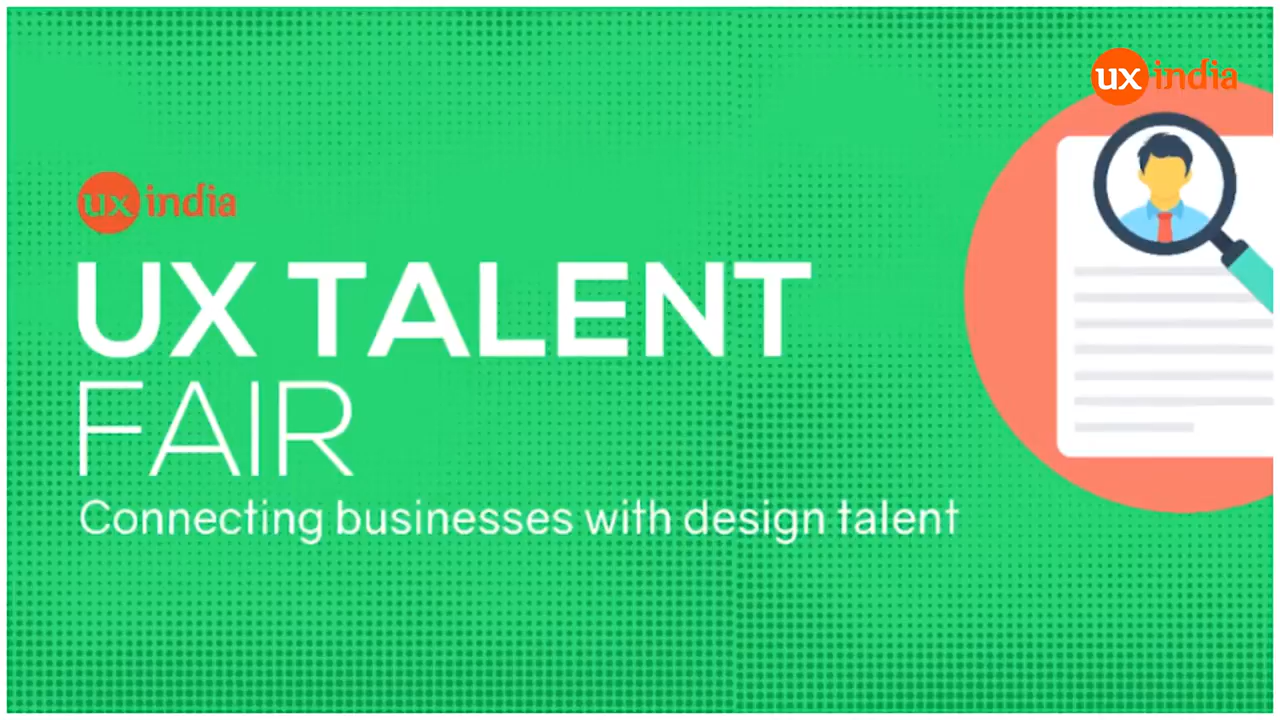 ux india
ux india
UX TALENT
FAIR
Connecting businesses with design talent